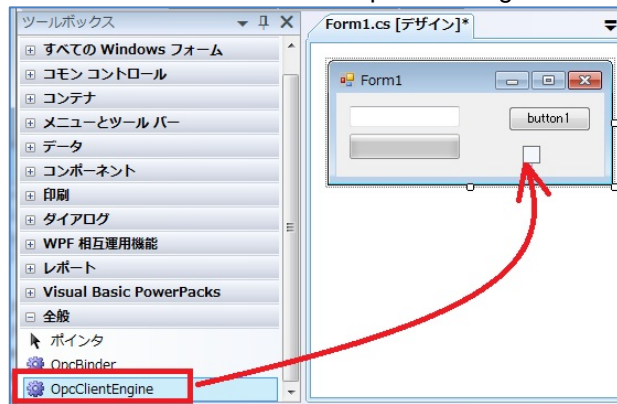 ツールボックス
Form1.cs [デザイン]*
すべての Windows フォーム
コモン コントロール
コンテナ
メニューとツール バー
データ
コンポーネント
印刷
ダイアログ
WPF 相互運用機能
レポート
Visual Basic PowerPacks
全般
ポインタ
OpcBinder
OpcClientEngine
Form1
button1